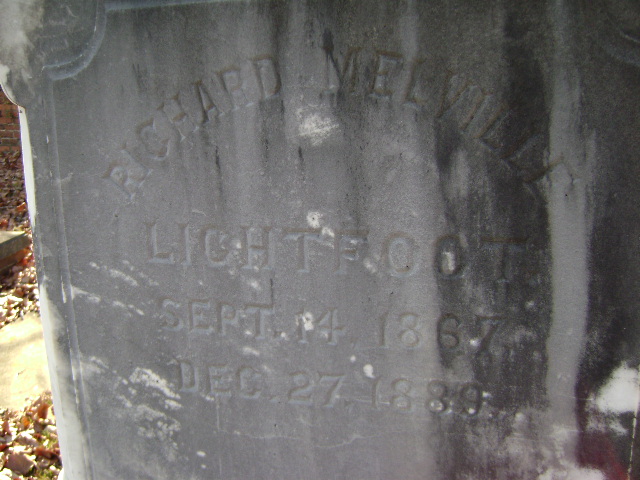 RICHARD MELVILLE
LIGHTFOOT.
SEPT. 14 1867
DEC. 27. 1889.